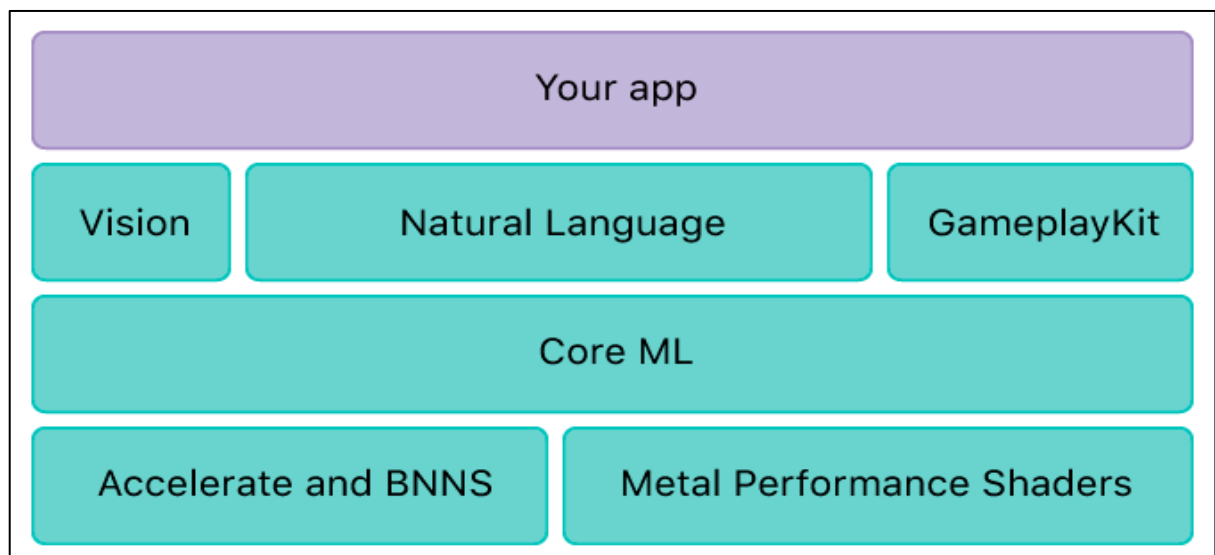 Your app
Vision
Natural Language
GameplayKit
Core ML
Accelerate and BNNS
Metal Performance Shaders